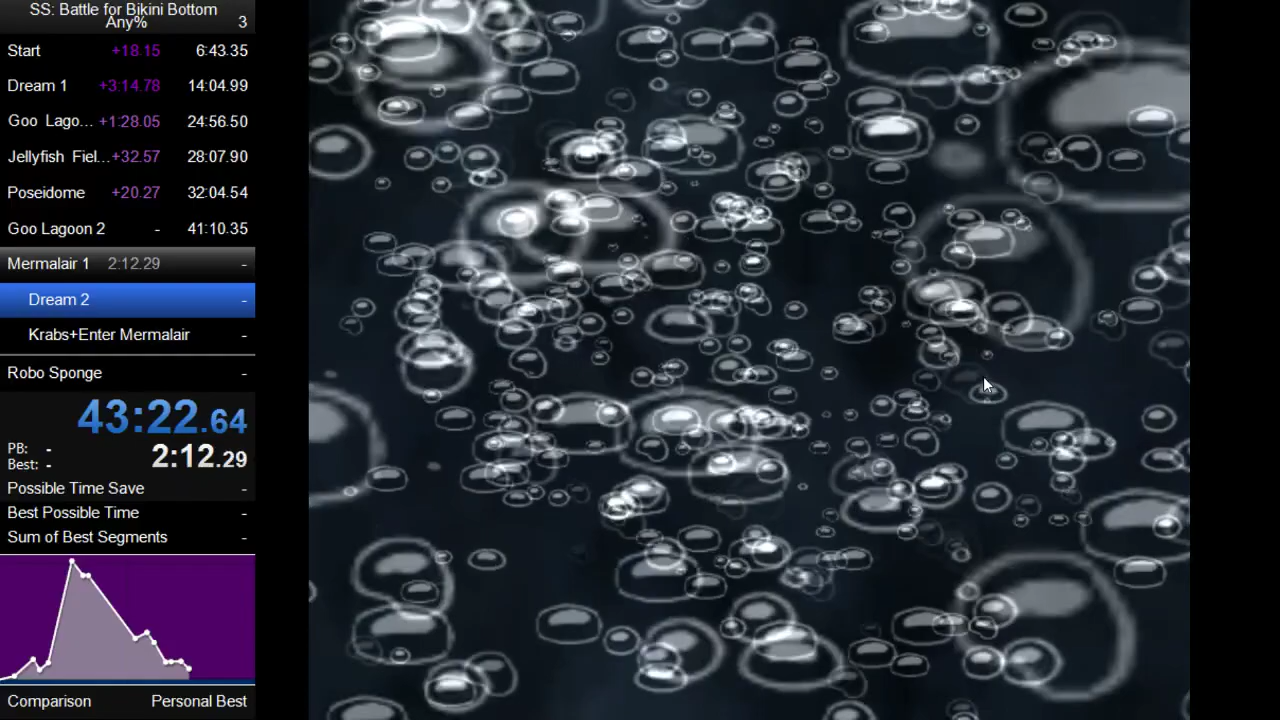 SS: Battle for Bikini Bottom
Any% 3
Start +18.15 6:43.35
Dream 1 +3:14.78 14:04.99
Goo Lago... +1:28.05 24:56.50
Jellyfish Fiel... +32.57 28:07.90
Poseidome +20.27 32:04.54
Goo Lagoon 2 - 41:10.35
Mermalair 1 2:12.29 -
Dream 2 -
Krabs+Enter Mermalair -
Robo Sponge -
43:22.64
PB: -
Best: - 2:12.29
Possible Time Save -
Best Possible Time -
Sum of Best Segments -
Comparison Personal Best